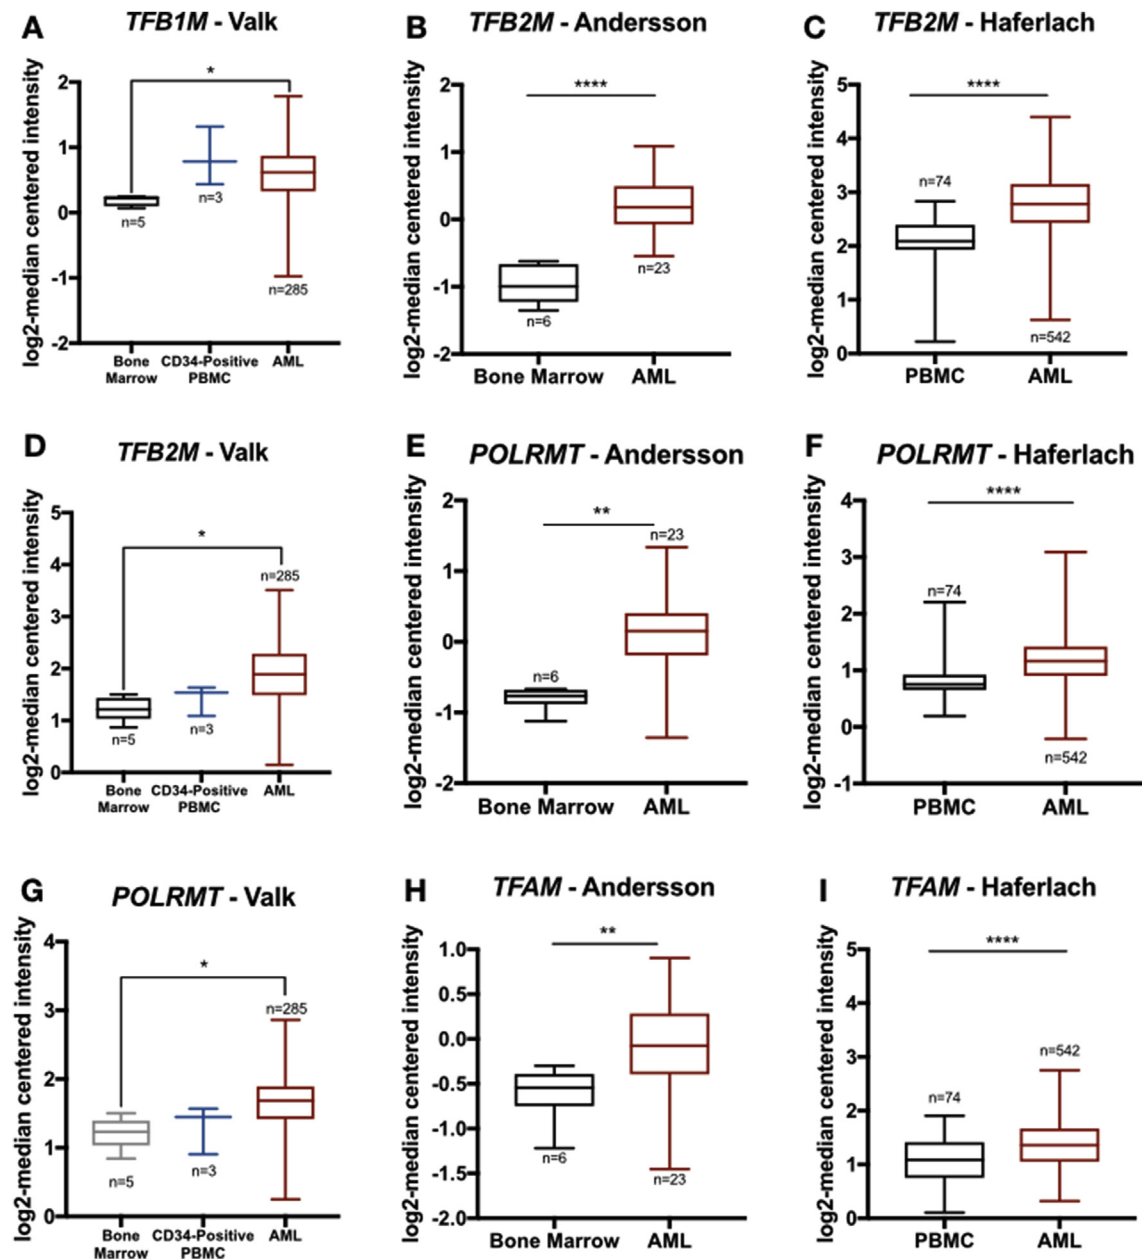 A
TFB1M - Valk
log2-median centered intensity
2
1
0
-1
-2
*
n=5
n=3
n=285
Bone
Marrow
CD34-Positive
PBMC
AML
B
TFB2M - Andersson
log2-median centered intensity
2
1
0
-1
-2
****
n=6
n=23
Bone Marrow
AML
C
TFB2M - Haferlach
log2-median centered intensity
5
4
3
2
1
0
****
n=74
n=542
PBMC
AML
D
TFB2M - Valk
log2-median centered intensity
5
4
3
2
1
0
*
n=285
n=5
n=3
Bone
Marrow
CD34-Positive
PBMC
AML
E
POLRMT - Andersson
log2-median centered intensity
2
1
0
-1
-2
**
n=23
n=6
Bone Marrow
AML
F
POLRMT - Haferlach
log2-median centered intensity
4
3
2
1
0
-1
****
n=74
n=542
PBMC
AML
G
POLRMT - Valk
log2-median centered intensity
4
3
2
1
0
*
n=285
n=5
n=3
Bone
Marrow
CD34-Positive
PBMC
AML
H
TFAM - Andersson
log2-median centered intensity
1.0
0.5
0.0
-0.5
-1.0
-1.5
-2.0
**
n=6
n=23
Bone Marrow
AML
I
TFAM - Haferlach
log2-median centered intensity
5
4
3
2
1
0
****
n=542
n=74
PBMC
AML